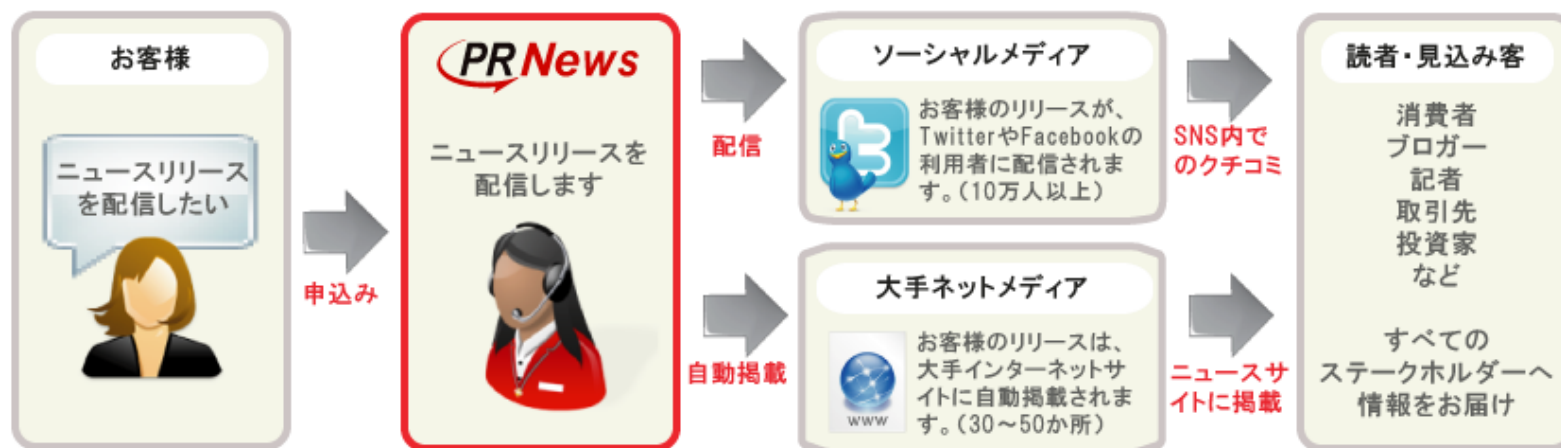 お客様
ニュースリリース
を配信したい
申込み
PR News
ニュースリリースを
配信します
配信
自動掲載
ソーシャルメディア
お客様のリリースが、
TwitterやFacebookの
利用者に配信されま
す。(10万人以上)
大手ネットメディア
お客様のリリースは、
大手インターネットサ
イトに自動掲載されま
す。(30～50か所)
WWW
SNS内で
のクチコミ
ニュースサ
イトに掲載
読者・見込み客
消費者
ブロガー
記者
取引先
投資家
など
すべての
ステークホルダーへ
情報をお届け